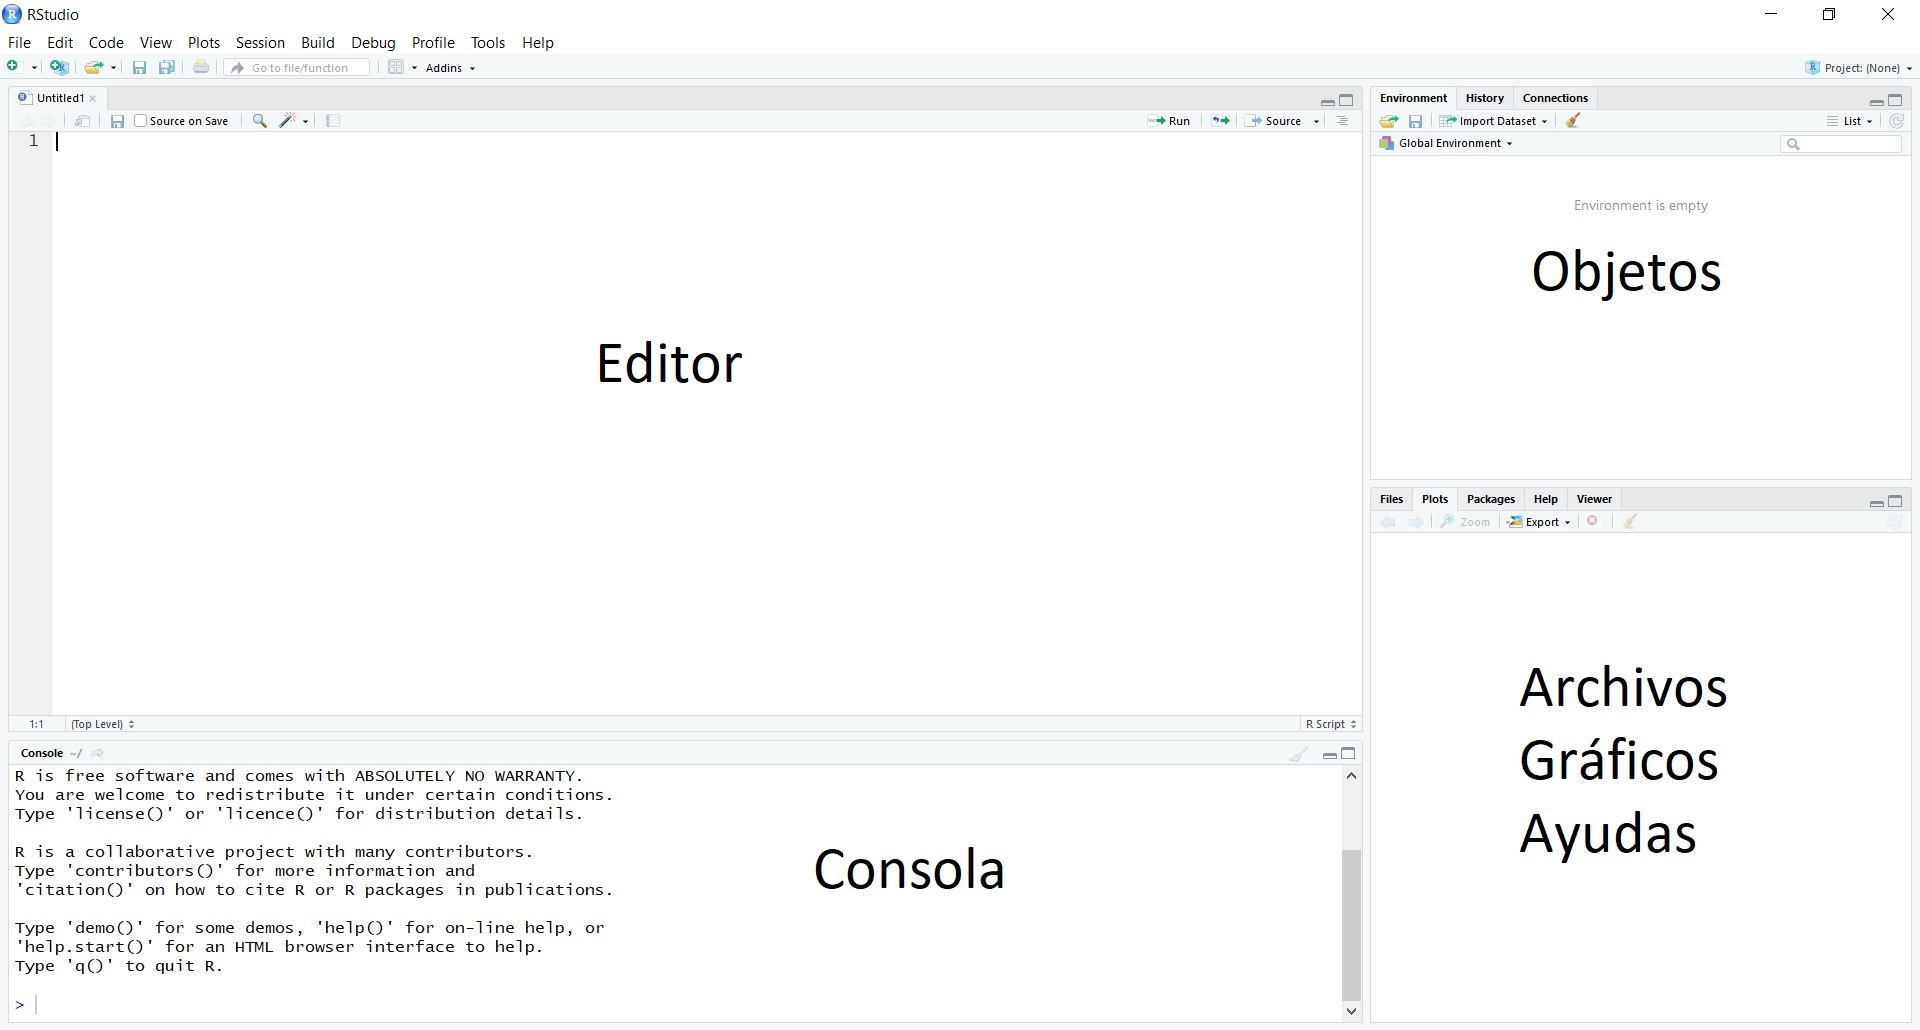 RStudio
File Edit Code View Plots Session Build Debug Profile Tools Help
Go to file/function Addins Project: (None)
Untitled1
Source on Save Run Source
1
Editor
1:1 (Top Level) R Script
Console ~/
R is free software and comes with ABSOLUTELY NO WARRANTY.
You are welcome to redistribute it under certain conditions.
Type 'license()' or 'licence()' for distribution details.
R is a collaborative project with many contributors.
Type 'contributors()' for more information and
'citation()' on how to cite R or R packages in publications.
Type 'demo()' for some demos, 'help()' for on-line help, or
'help.start()' for an HTML browser interface to help.
Type 'q()' to quit R.
>
Consola
Environment History Connections
Import Dataset List
Global Environment
Environment is empty
Objetos
Files Plots Packages Help Viewer
Zoom Export
Archivos
Gráficos
Ayudas